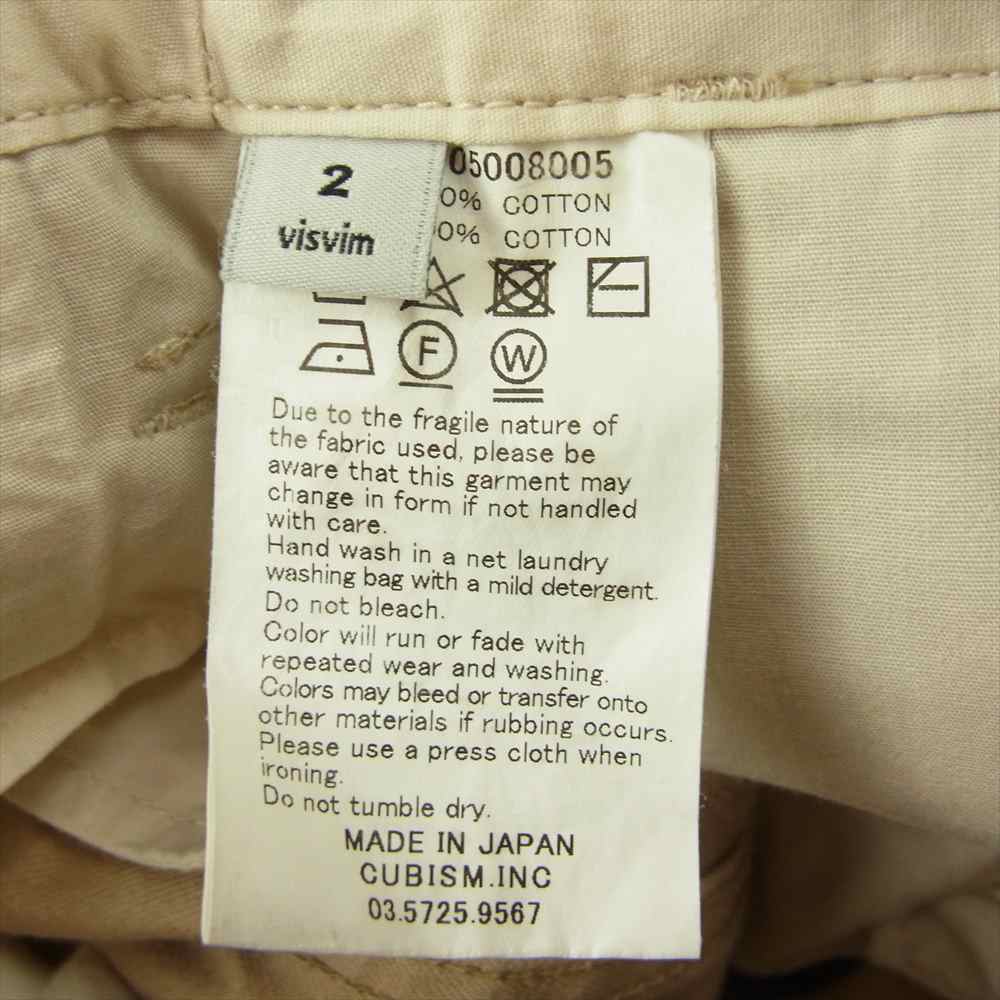 2
visvim
05008005
0% COTTON
0% COTTON
F
W
Due to the fragile nature of
the fabric used, please be
aware that this garment may
change in form if not handled
with care.
Hand wash in a net laundry
washing bag with a mild detergent.
Do not bleach.
Color will run or fade with
repeated wear and washing.
Colors may bleed or transfer onto
other materials if rubbing occurs.
Please use a press cloth when
ironing.
Do not tumble dry.
MADE IN JAPAN
CUBISM.INC
03.5725.9567